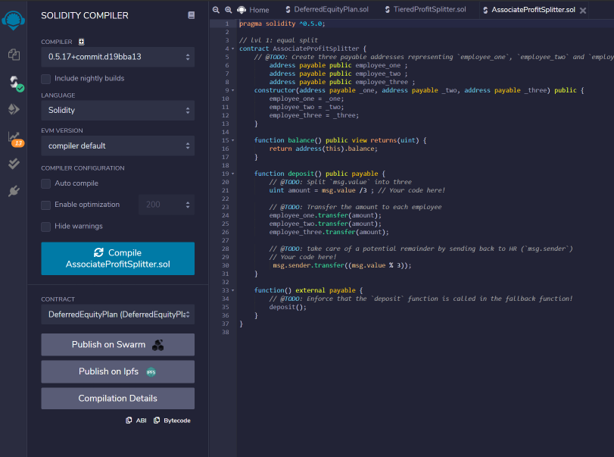 SOLIDITY COMPILER
COMPILER
0.5.17+commit.d19bba13
Include nightly builds
LANGUAGE
Solidity
EVM VERSION
compiler default
COMPILER CONFIGURATION
Auto compile
Enable optimization
200
Hide warnings
Compile
AssociateProfitSplitter.sol
CONTRACT
DeferredEquityPlan (DeferredEquityPla
Publish on Swarm
Publish on Ipfs
Compilation Details
ABI
Bytecode
Home
DeferredEquityPlan.sol
TieredProfitSplitter.sol
AssociateProfitSplitter.sol
1 pragma solidity ^0.5.0;
2
3 // lvl 1: equal split
4 contract AssociateProfitSplitter {
5 // @TODO: Create three payable addresses representing `employee_one`, `employee_two` and `employ
6 address payable public employee_one ;
7 address payable public employee_two ;
8 address payable public employee_three ;
9 constructor(address payable _one, address payable _two, address payable _three) public {
10 employee_one = _one;
11 employee_two = _two;
12 employee_three = _three;
13 }
14
15 function balance() public view returns(uint) {
16 return address(this).balance;
17 }
18
19 function deposit() public payable {
20 // @TODO: Split `msg.value` into three
21 uint amount = msg.value /3 ; // Your code here!
22
23 // @TODO: Transfer the amount to each employee
24 employee_one.transfer(amount);
25 employee_two.transfer(amount);
26 employee_three.transfer(amount);
27
28 // @TODO: take care of a potential remainder by sending back to HR (`msg.sender`)
29 // Your code here!
30 msg.sender.transfer((msg.value % 3));
31 }
32
33 function() external payable {
34 // @TODO: Enforce that the `deposit` function is called in the fallback function!
35 deposit();
36 }
37 }
38